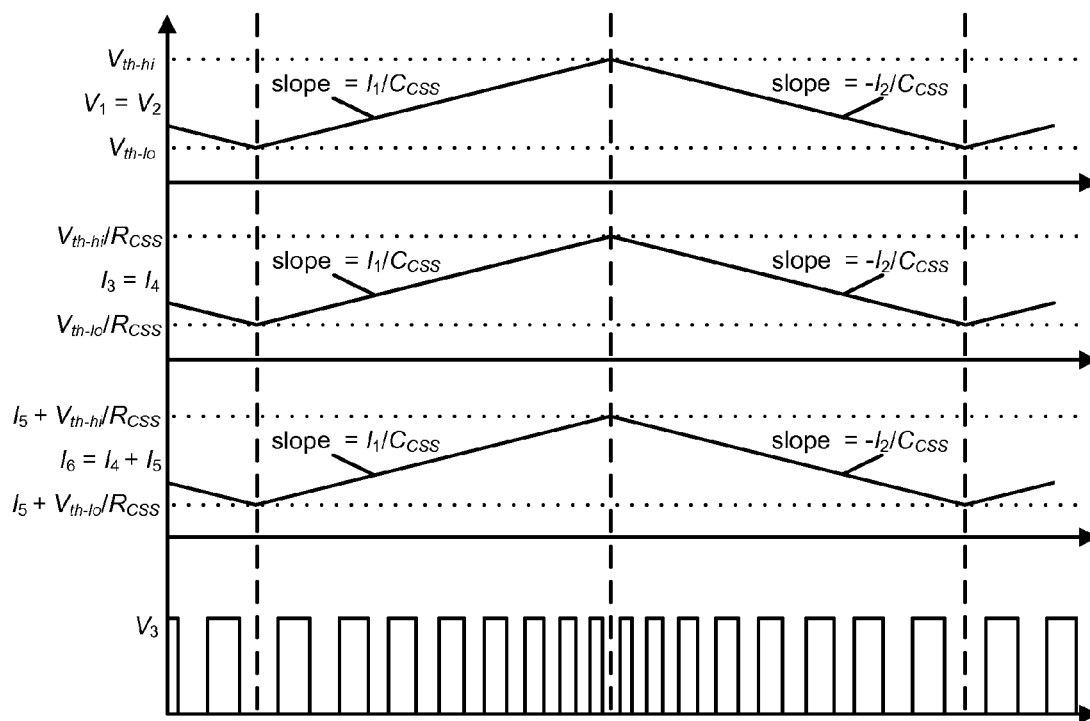 V_th-hi
slope = I_1/C_CSS
slope = -I_2/C_CSS
V_1 = V_2
V_th-lo
V_th-hi/R_CSS
slope = I_1/C_CSS
slope = -I_2/C_CSS
I_3 = I_4
V_th-lo/R_CSS
I_5 + V_th-hi/R_CSS
slope = I_1/C_CSS
slope = -I_2/C_CSS
I_6 = I_4 + I_5
I_5 + V_th-lo/R_CSS
V_3